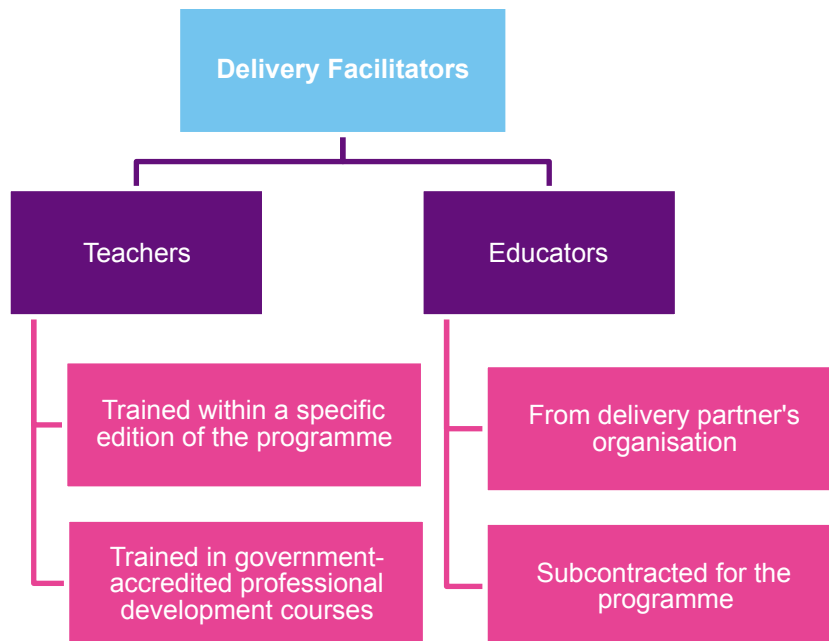 Delivery Facilitators
Teachers
Educators
Trained within a specific
edition of the programme
From delivery partner's
organisation
Trained in government-
accredited professional
development courses
Subcontracted for the
programme